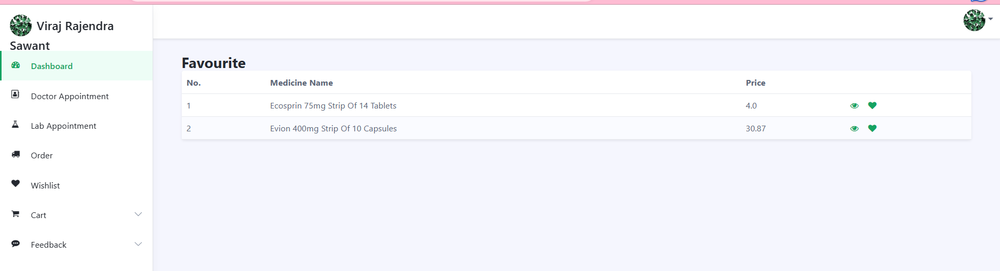 Viraj Rajendra
Sawant
Dashboard
Doctor Appointment
Lab Appointment
Order
Wishlist
Cart
Feedback
Favourite
No. Medicine Name Price
1 Ecosprin 75mg Strip Of 14 Tablets 4.0
2 Evion 400mg Strip Of 10 Capsules 30.87